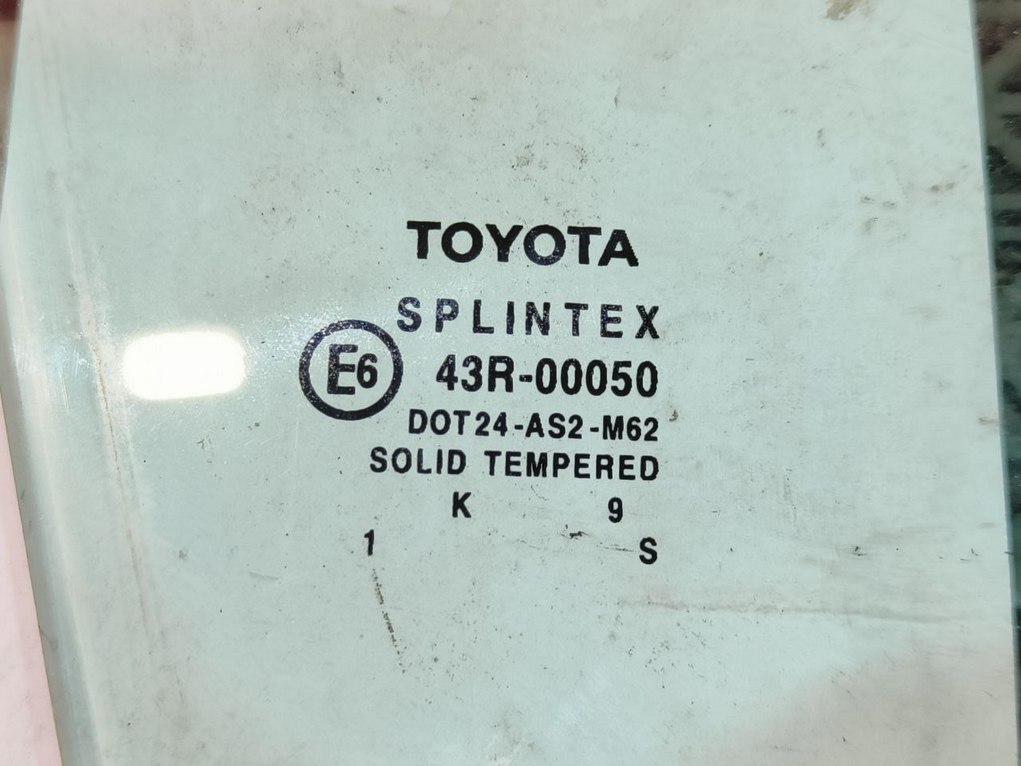 TOYOTA
SPLINTEX
E6 43R-00050
DOT24-AS2-M62
SOLID TEMPERED
K 9
1 S